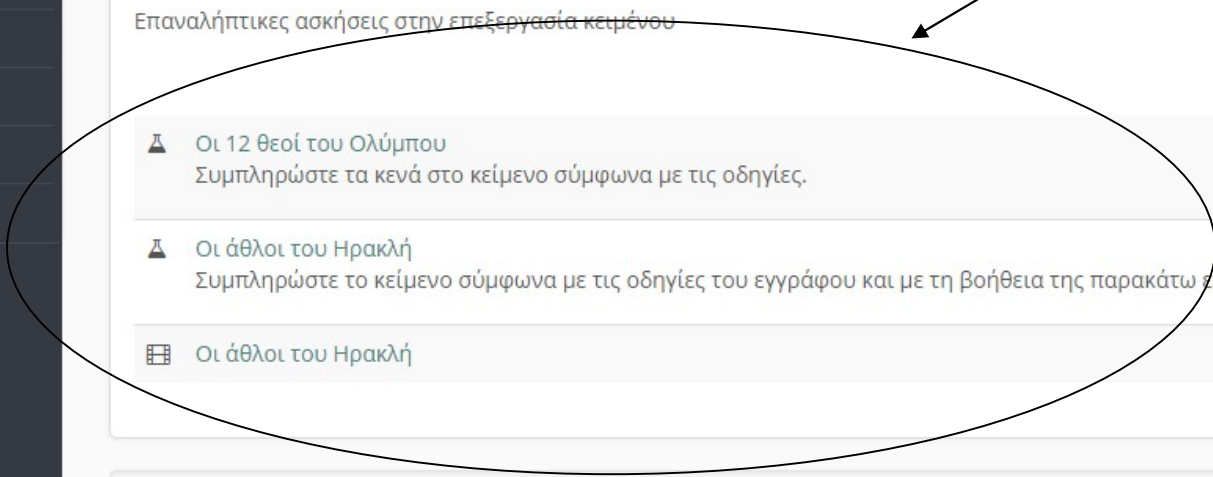 Επαναλήπτικες ασκήσεις στην επεξεργασία κειμένου
Οι 12 θεοί του Ολύμπου
Συμπληρώστε τα κενά στο κείμενο σύμφωνα με τις οδηγίες.
Οι άθλοι του Ηρακλή
Συμπληρώστε το κείμενο σύμφωνα με τις οδηγίες του εγγράφου και με τη βοήθεια της παρακάτω
Οι άθλοι του Ηρακλή